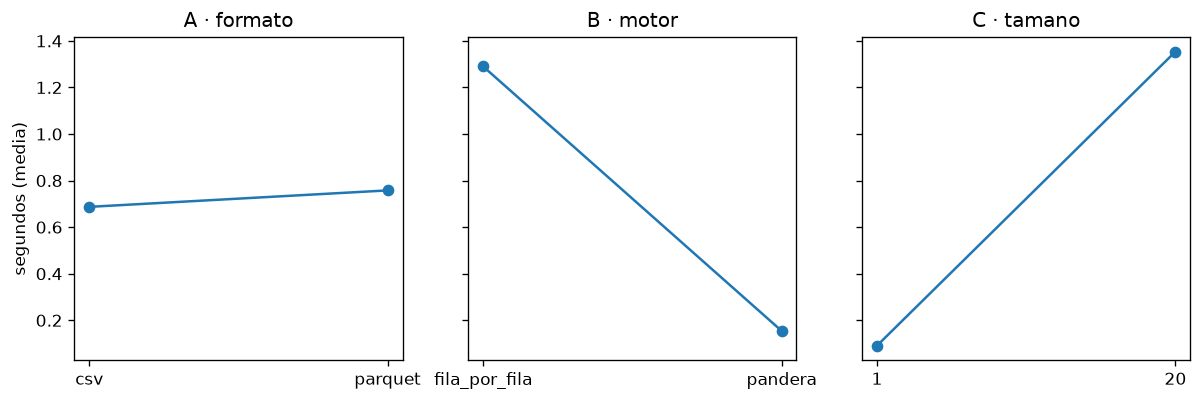 A · formato
B · motor
C · tamano
segundos (media)
1.4
1.2
1.0
0.8
0.6
0.4
0.2
csv
parquet
fila_por_fila
pandera
1
20